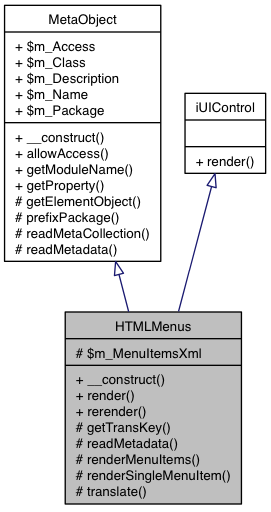 MetaObject
+ $m_Access
+ $m_Class
+ $m_Description
+ $m_Name
+ $m_Package
+ __construct()
+ allowAccess()
+ getModuleName()
+ getProperty()
# getElementObject()
# prefixPackage()
# readMetaCollection()
# readMetadata()
iUIControl
+ render()
HTMLMenus
# $m_MenuItemsXml
+ __construct()
+ render()
+ rerender()
# getTransKey()
# readMetadata()
# renderMenuItems()
# renderSingleMenuItem()
# translate()